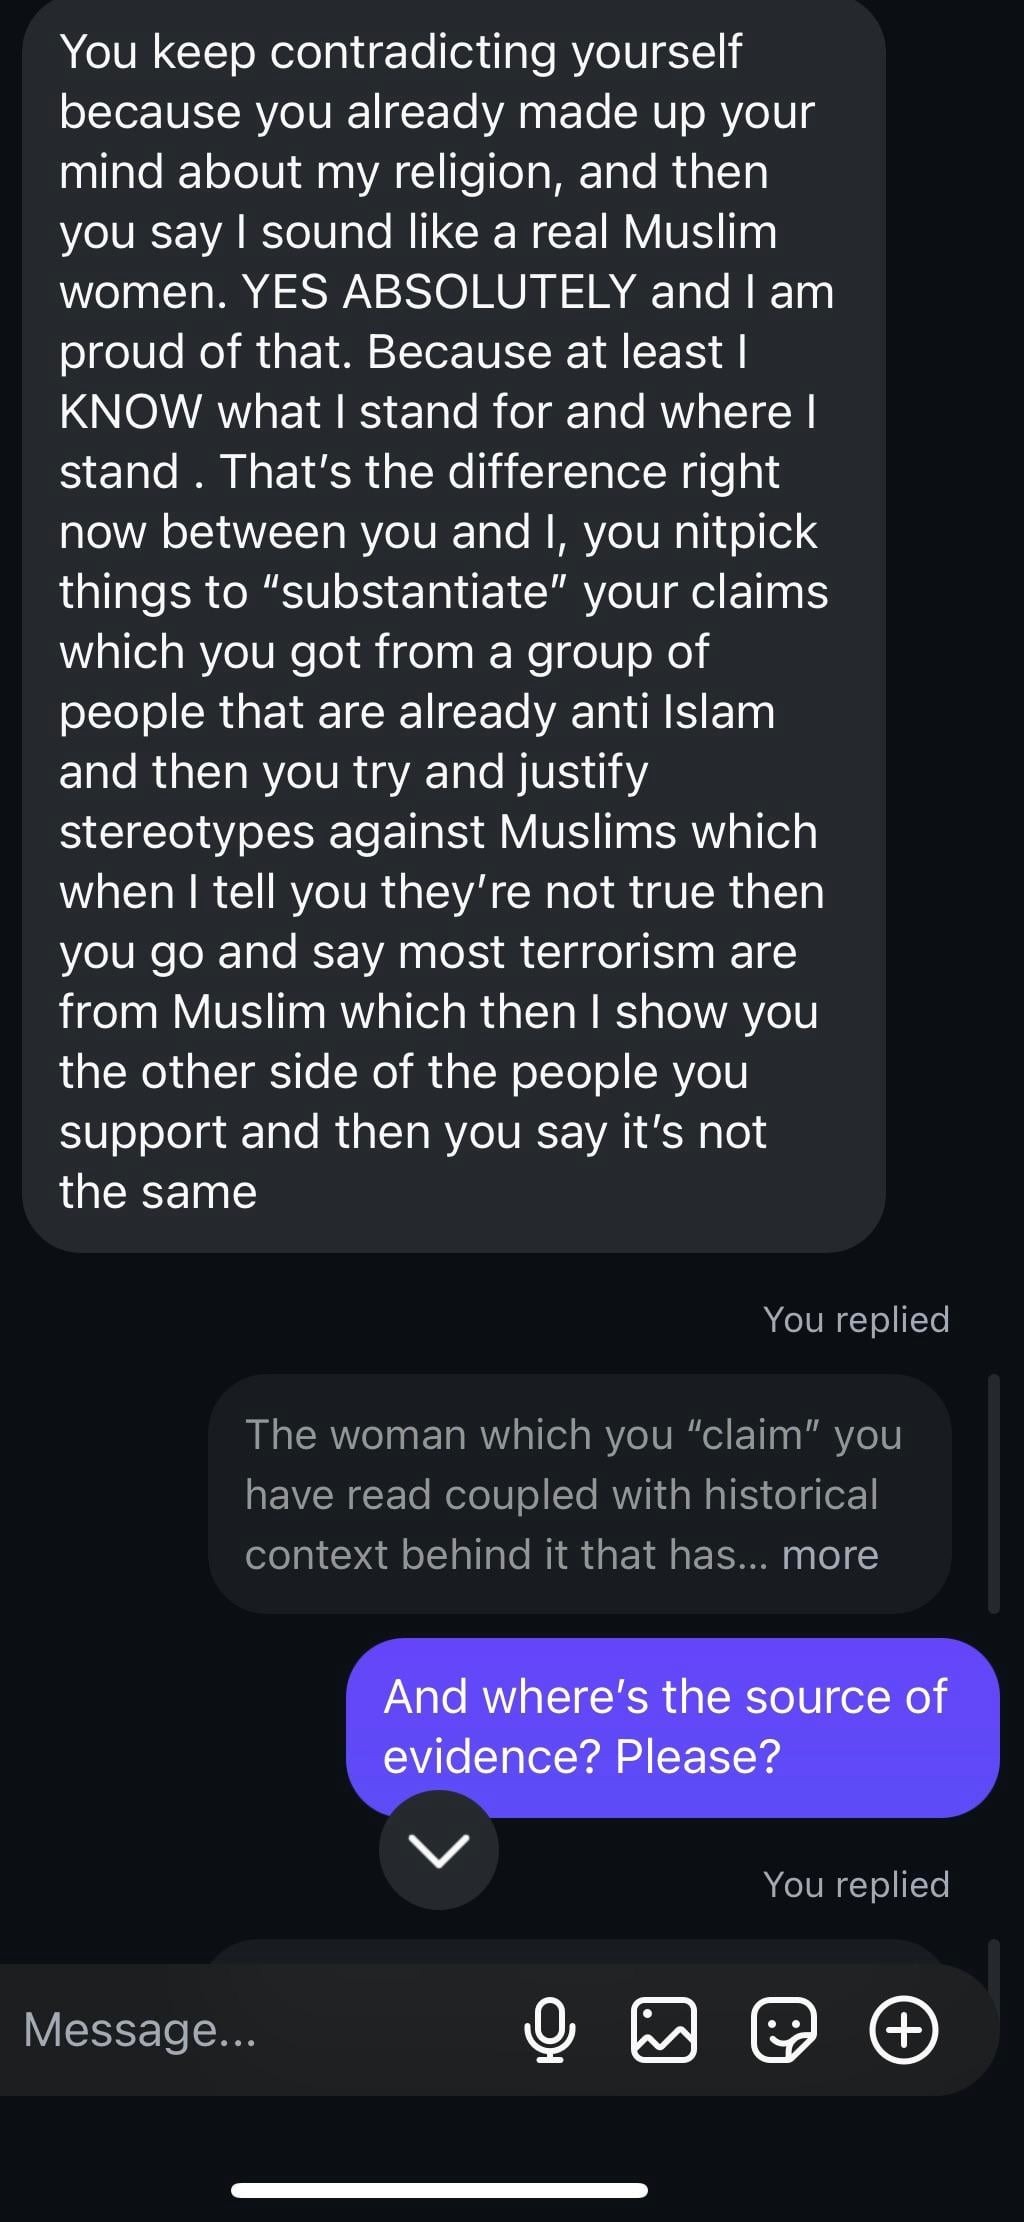 You keep contradicting yourself
because you already made up your
mind about my religion, and then
you say I sound like a real Muslim
women. YES ABSOLUTELY and I am
proud of that. Because at least I
KNOW what I stand for and where I
stand . That’s the difference right
now between you and I, you nitpick
things to “substantiate” your claims
which you got from a group of
people that are already anti Islam
and then you try and justify
stereotypes against Muslims which
when I tell you they’re not true then
you go and say most terrorism are
from Muslim which then I show you
the other side of the people you
support and then you say it’s not
the same
You replied
The woman which you “claim” you
have read coupled with historical
context behind it that has... more
And where’s the source of
evidence? Please?
You replied
Message...